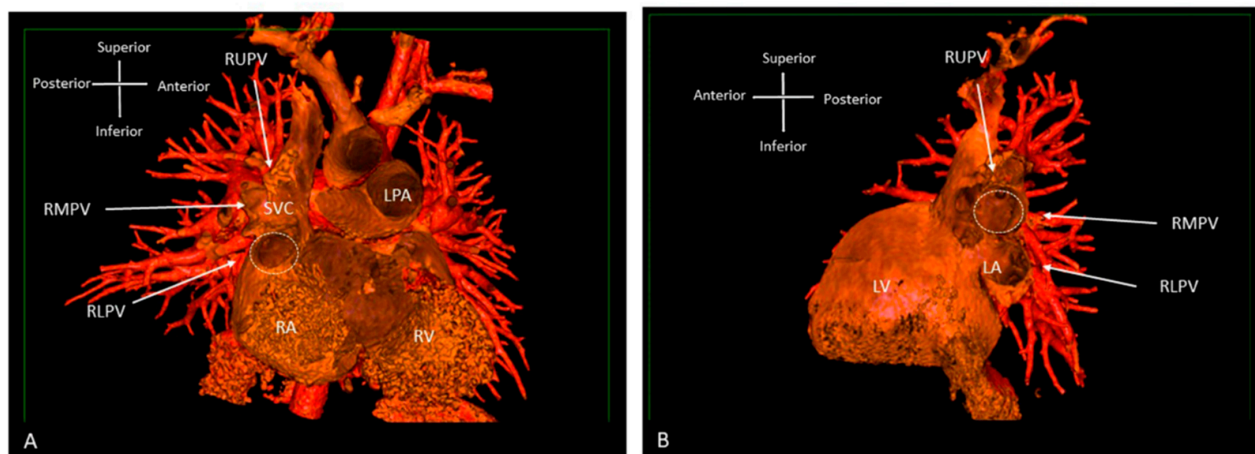 Superior
Posterior
Anterior
Inferior
RUPV
RMPV
SVC
LPA
RLPV
RA
RV
A
Superior
Anterior
Posterior
Inferior
RUPV
RMPV
LA
RLPV
LV
B